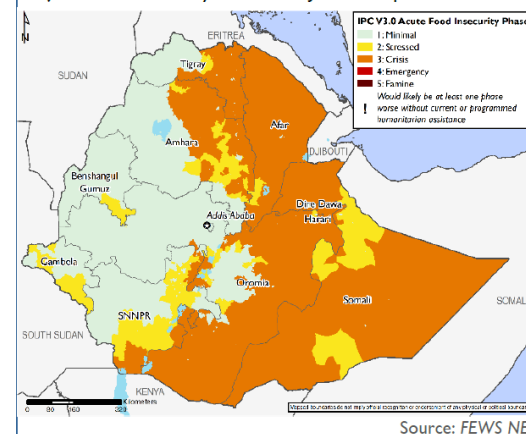 IPC V3.0 Acute Food Insecurity Phase
1: Minimal
2: Stressed
3: Crisis
4: Emergency
5: Famine
Would likely be at least one phase
! worse without current or programmed
humanitarian assistance
N
ERITREA
SUDAN
Tigray
Afar
Amhara
DJIBOUTI
Benshangul
Gumuz
Dire Dawa
Addis Ababa
Harari
Gambela
Oromia
Somali
SNNPR
SOMAL
SOUTH SUDAN
KENYA
Kilometers
0 80 160 320
Source: FEWS NE